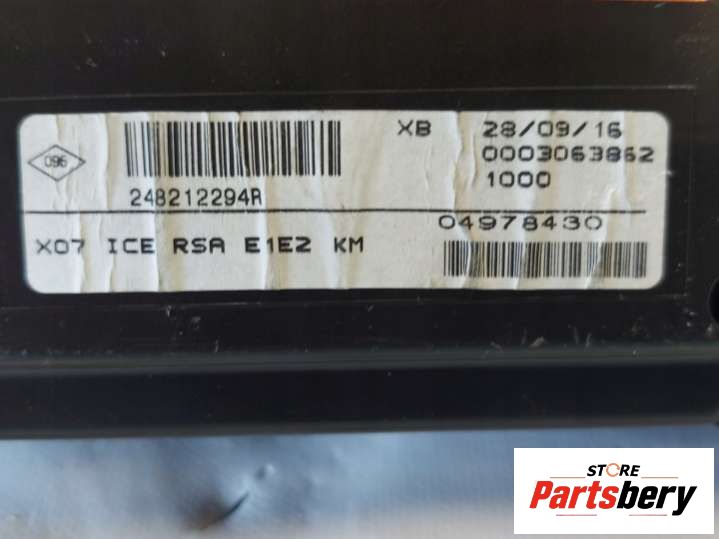 096
248212294R
XB 28/09/16
0003063862
1000
X07 ICE RSA E1E2 KM
04978430
STORE
Partsbery